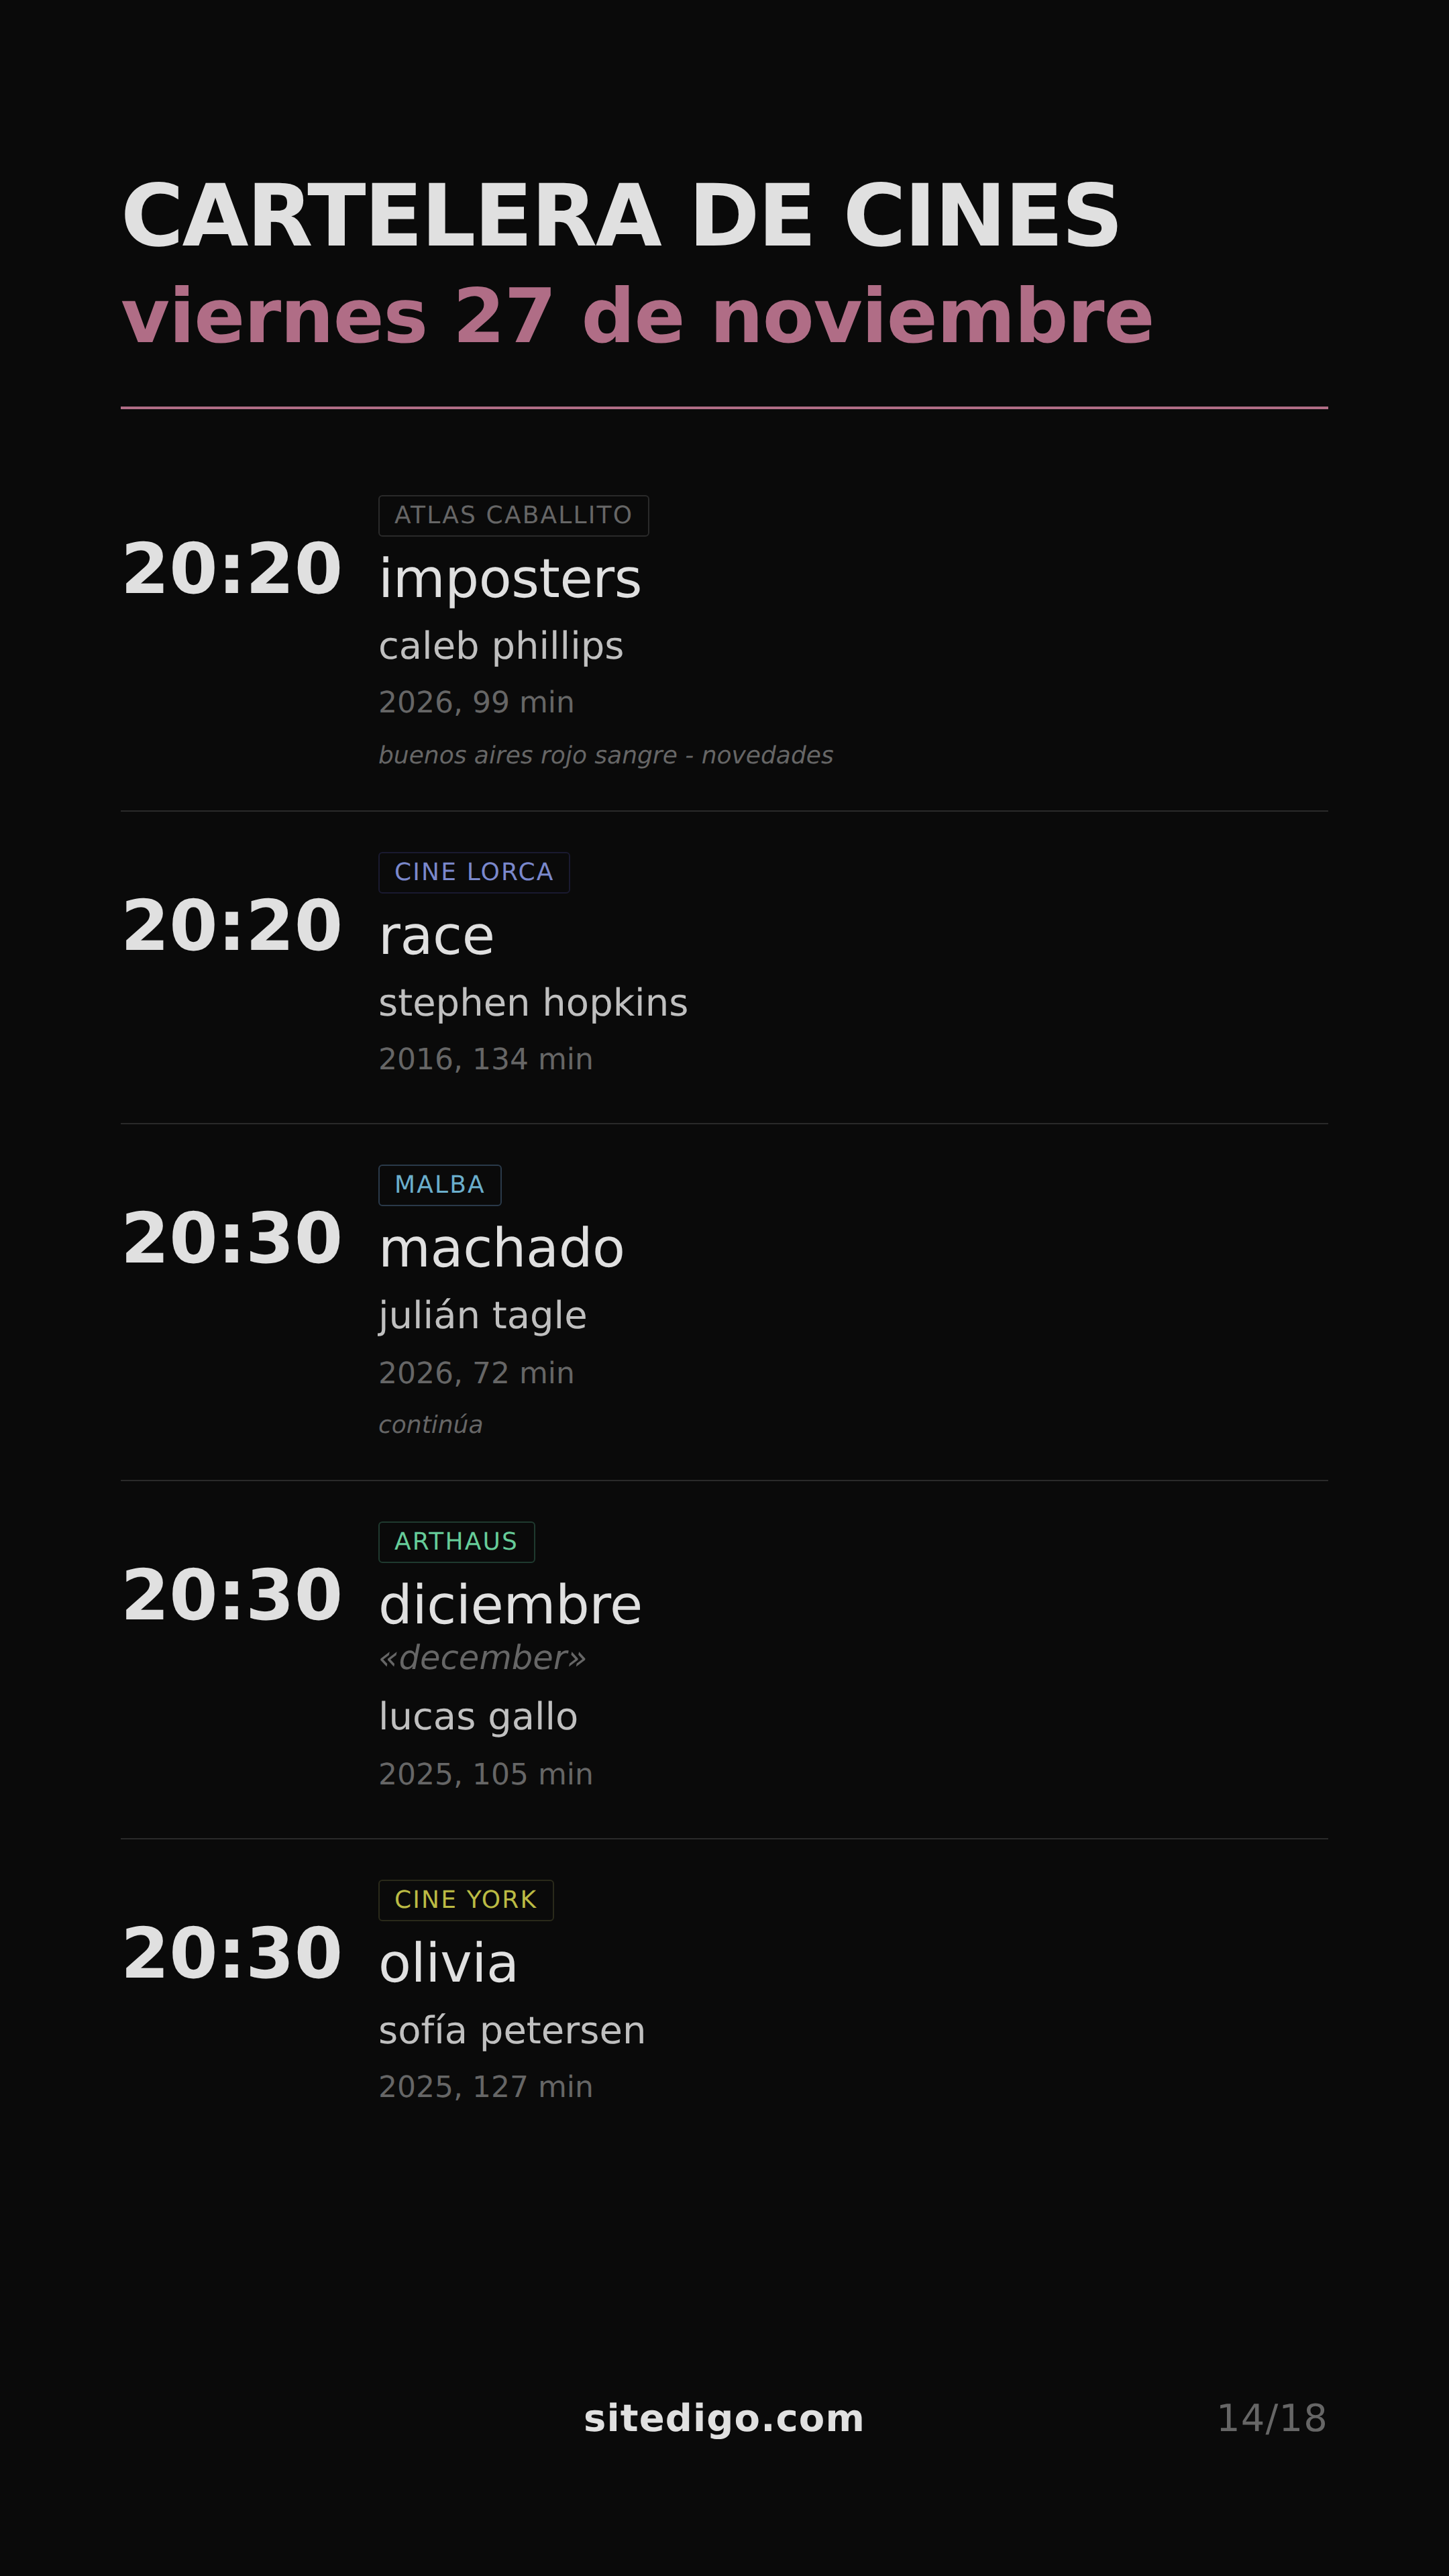 CARTELERA DE CINES
viernes 27 de noviembre
ATLAS CABALLITO
20:20
imposters
caleb phillips
2026, 99 min
buenos aires rojo sangre - novedades
CINE LORCA
20:20
race
stephen hopkins
2016, 134 min
MALBA
20:30
machado
julián tagle
2026, 72 min
continúa
ARTHAUS
20:30
diciembre
«december»
lucas gallo
2025, 105 min
CINE YORK
20:30
olivia
sofía petersen
2025, 127 min
sitedigo.com
14/18